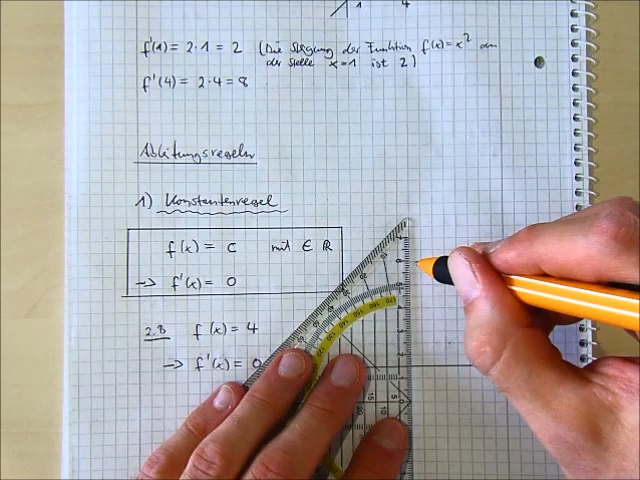 4
f'(1) = 2·1 = 2 (Die Steigung der Funktion f(x)=x² an
der Stelle x=1 ist 2)
f'(4) = 2·4 = 8
Ableitungsregeln
1) Konstantenregel
f(x) = c mit ∈ ℝ
→ f'(x) = 0
z.B f(x) = 4
→ f'(x) = 0